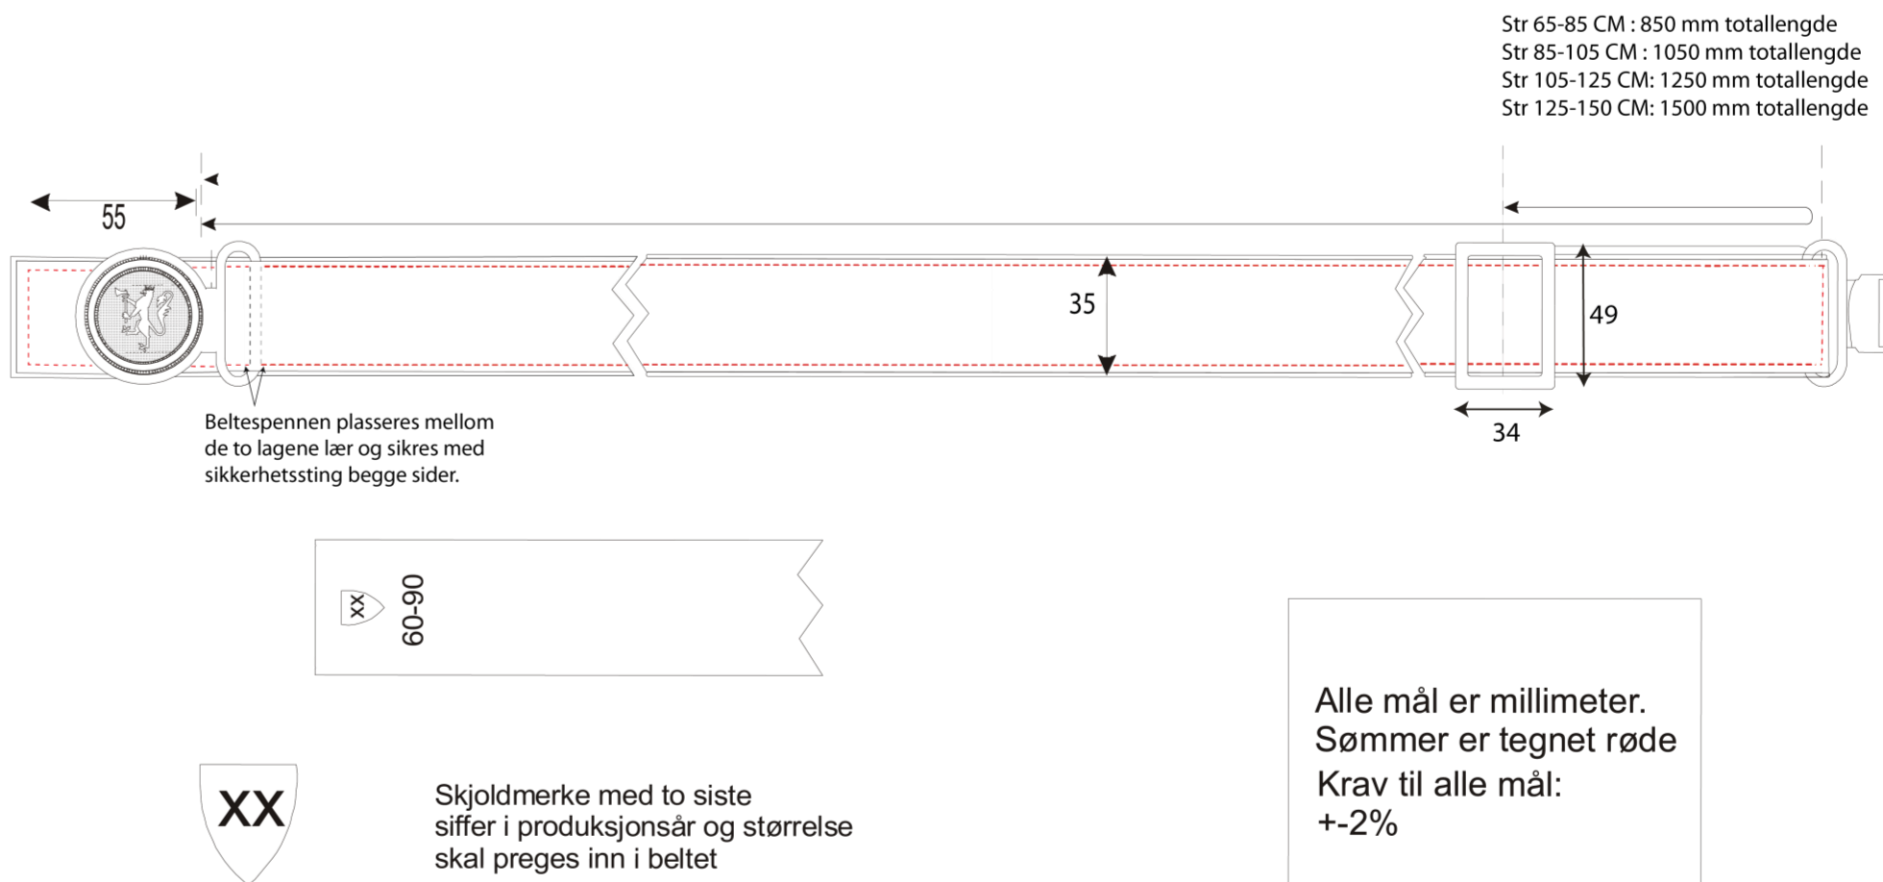 Str 65-85 CM : 850 mm totallengde
Str 85-105 CM : 1050 mm totallengde
Str 105-125 CM: 1250 mm totallengde
Str 125-150 CM: 1500 mm totallengde
55
35
49
34
Beltespennen plasseres mellom
de to lagene lær og sikres med
sikkerhetssting begge sider.
xx
60-90
Alle mål er millimeter.
Sømmer er tegnet røde
Krav til alle mål:
+-2%
XX
Skjoldmerke med to siste
siffer i produksjonsår og størrelse
skal preges inn i beltet